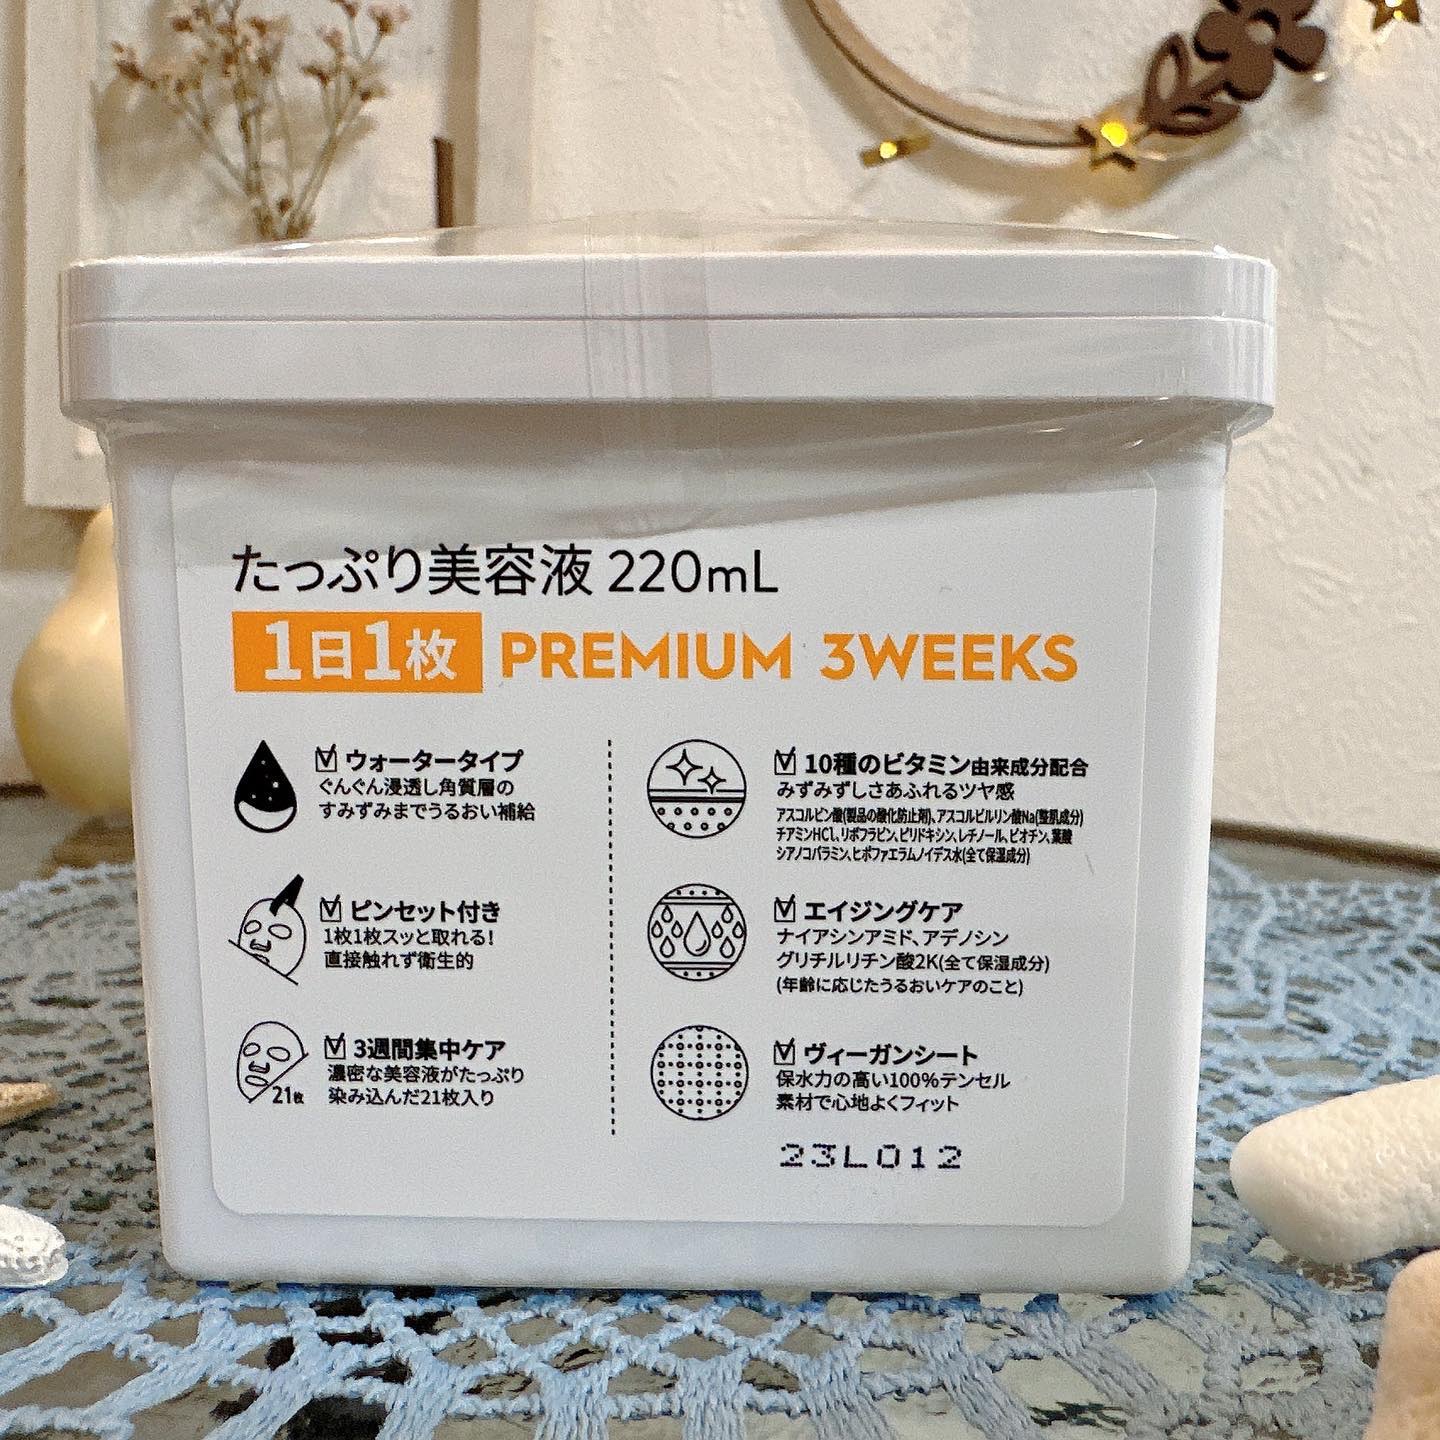 たっぷり美容液 220mL
1日1枚 PREMIUM 3WEEKS
ウォータータイプ
ぐんぐん浸透し角質層の
すみずみまでうるおい補給
ピンセット付き
1枚1枚スッと取れる!
直接触れず衛生的
21枚
3週間集中ケア
濃密な美容液がたっぷり
染み込んだ21枚入り
10種のビタミン由来成分配合
みずみずしさあふれるツヤ感
アスコルビン酸(製品の酸化防止剤)、アスコルビルリン酸Na(整肌成分)
チアミンHCl、リボフラビン、ピリドキシン、レチノール、ビオチン、葉酸
シアノコバラミン、ヒポファエラムノイデス水(全て保湿成分)
エイジングケア
ナイアシンアミド、アデノシン
グリチルリチン酸2K(全て保湿成分)
(年齢に応じたうるおいケアのこと)
ヴィーガンシート
保水力の高い100%テンセル
素材で心地よくフィット
23L012